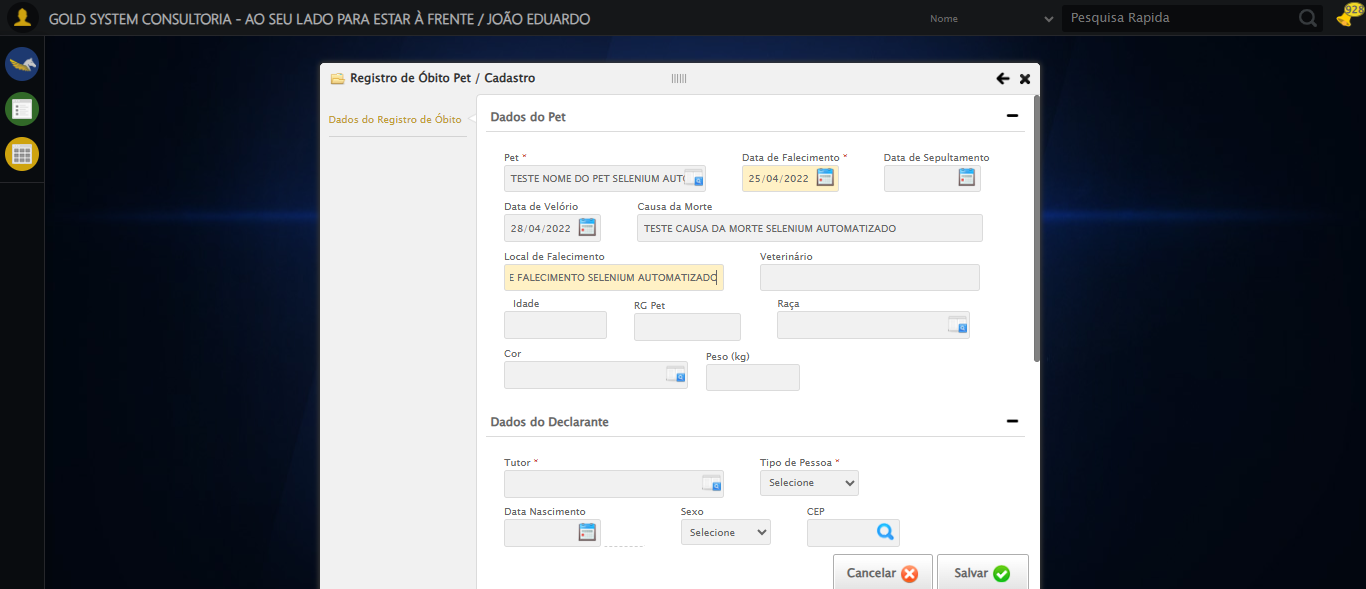 GOLD SYSTEM CONSULTORIA - AO SEU LADO PARA ESTAR À FRENTE / JOÃO EDUARDO
Nome
Pesquisa Rapida
928
Registro de Óbito Pet / Cadastro
Dados do Registro de Óbito
Dados do Pet
Pet *
Data de Falecimento *
Data de Sepultamento
TESTE NOME DO PET SELENIUM AUT
25/04/2022
Data de Velório
Causa da Morte
28/04/2022
TESTE CAUSA DA MORTE SELENIUM AUTOMATIZADO
Local de Falecimento
Veterinário
E FALECIMENTO SELENIUM AUTOMATIZADO
Idade
RG Pet
Raça
Cor
Peso (kg)
Dados do Declarante
Tutor *
Tipo de Pessoa *
Selecione
Data Nascimento
Sexo
CEP
Selecione
Cancelar
Salvar